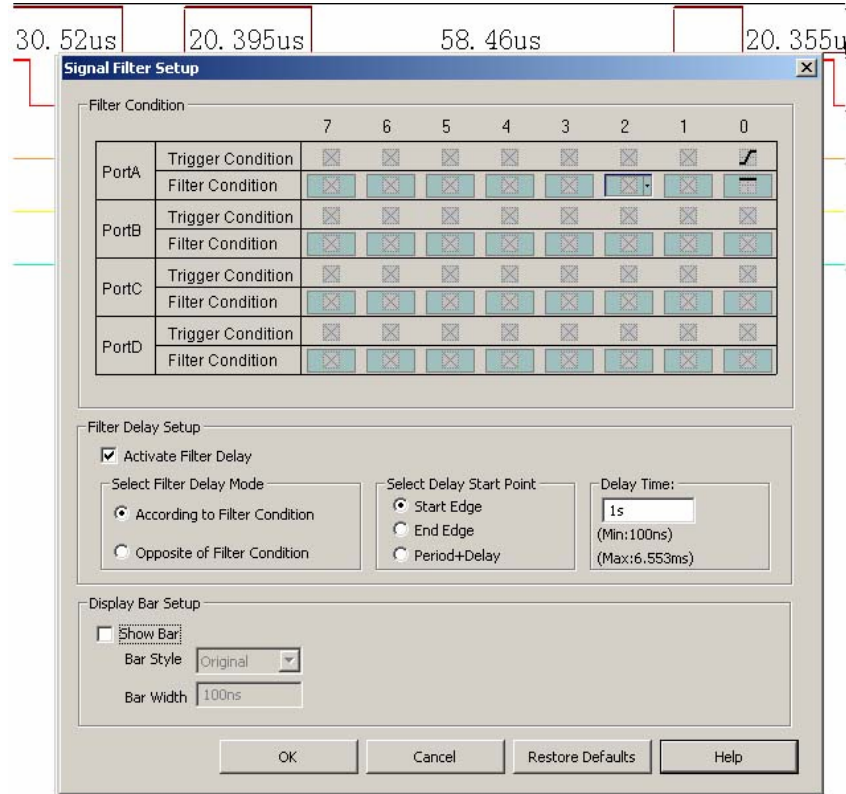 30.52us 20.395us 58.46us 20.355u
Signal Filter Setup
Filter Condition
7 6 5 4 3 2 1 0
PortA Trigger Condition
Filter Condition
PortB Trigger Condition
Filter Condition
PortC Trigger Condition
Filter Condition
PortD Trigger Condition
Filter Condition
Filter Delay Setup
Activate Filter Delay
Select Filter Delay Mode Select Delay Start Point Delay Time:
According to Filter Condition Start Edge 1s
End Edge (Min:100ns)
Opposite of Filter Condition Period+Delay (Max:6.553ms)
Display Bar Setup
Show Bar
Bar Style Original
Bar Width 100ns
OK Cancel Restore Defaults Help